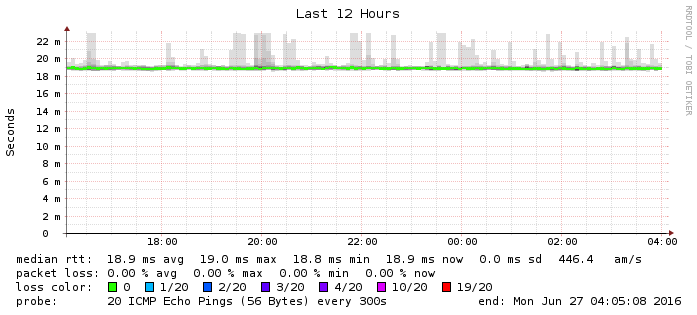 Last 12 Hours
RRDTOOL / TOBI OETIKER
Seconds
22 m
20 m
18 m
16 m
14 m
12 m
10 m
8 m
6 m
4 m
2 m
0
18:00 20:00 22:00 00:00 02:00 04:00
median rtt: 18.9 ms avg 19.0 ms max 18.8 ms min 18.9 ms now 0.0 ms sd 446.4 am/s
packet loss: 0.00 % avg 0.00 % max 0.00 % min 0.00 % now
loss color: 0 1/20 2/20 3/20 4/20 10/20 19/20
probe: 20 ICMP Echo Pings (56 Bytes) every 300s end: Mon Jun 27 04:05:08 2016